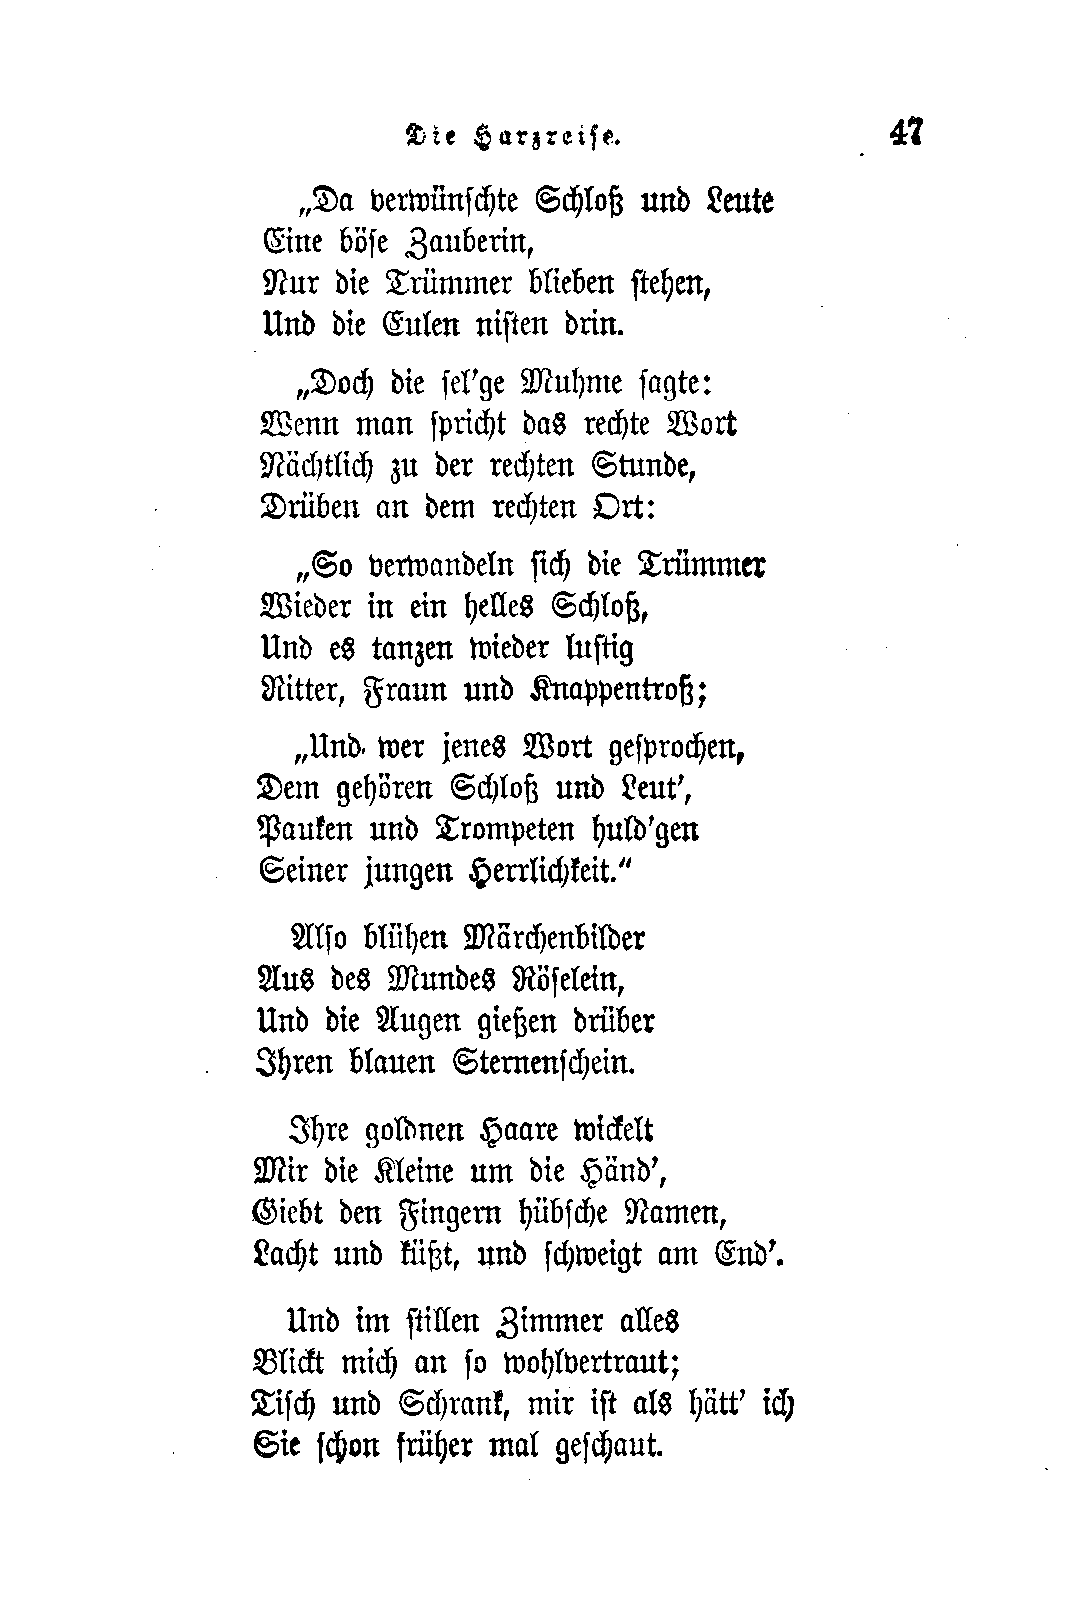 Die Harzreise.
47
„Da verwünschte Schloß und Leute
Eine böse Zauberin,
Nur die Trümmer blieben stehen,
Und die Eulen nisten drin.
„Doch die sel'ge Muhme sagte:
Wenn man spricht das rechte Wort
Nächtlich zu der rechten Stunde,
Drüben an dem rechten Ort:
„So verwandeln sich die Trümmer
Wieder in ein helles Schloß,
Und es tanzen wieder lustig
Ritter, Fraun und Knappentroß;
„Und wer jenes Wort gesprochen,
Dem gehören Schloß und Leut',
Pauken und Trompeten huld'gen
Seiner jungen Herrlichkeit.“
Also blühen Märchenbilder
Aus des Mundes Röselein,
Und die Augen gießen drüber
Ihren blauen Sternenschein.
Ihre goldnen Haare wickelt
Mir die Kleine um die Händ',
Giebt den Fingern hübsche Namen,
Lacht und küßt, und schweigt am End'.
Und im stillen Zimmer alles
Blickt mich an so wohlvertraut;
Tisch und Schrank, mir ist als hätt' ich
Sie schon früher mal geschaut.